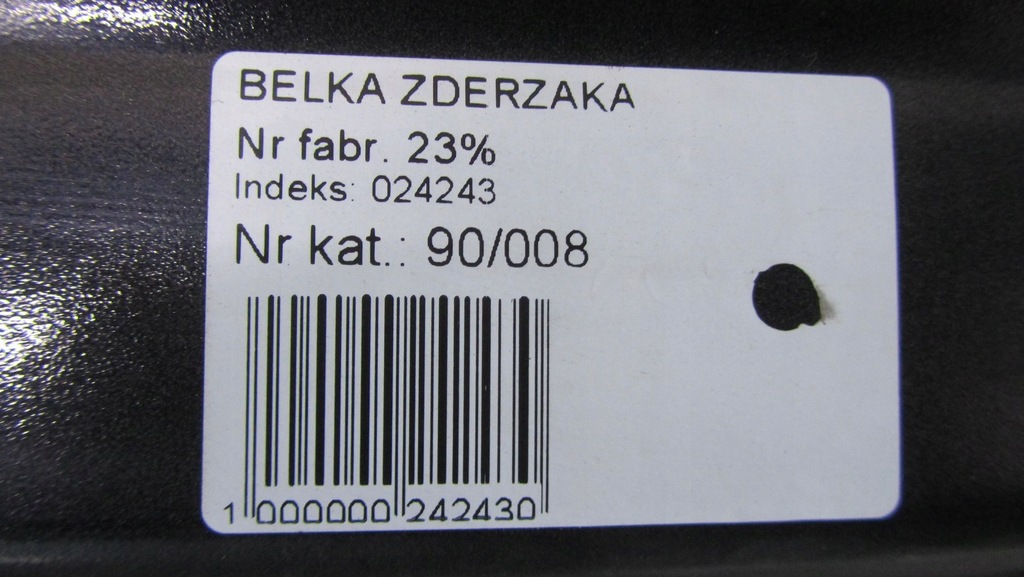 BELKA ZDERZAKA
Nr fabr. 23%
Indeks: 024243
Nr kat.: 90/008
1 000000 242430